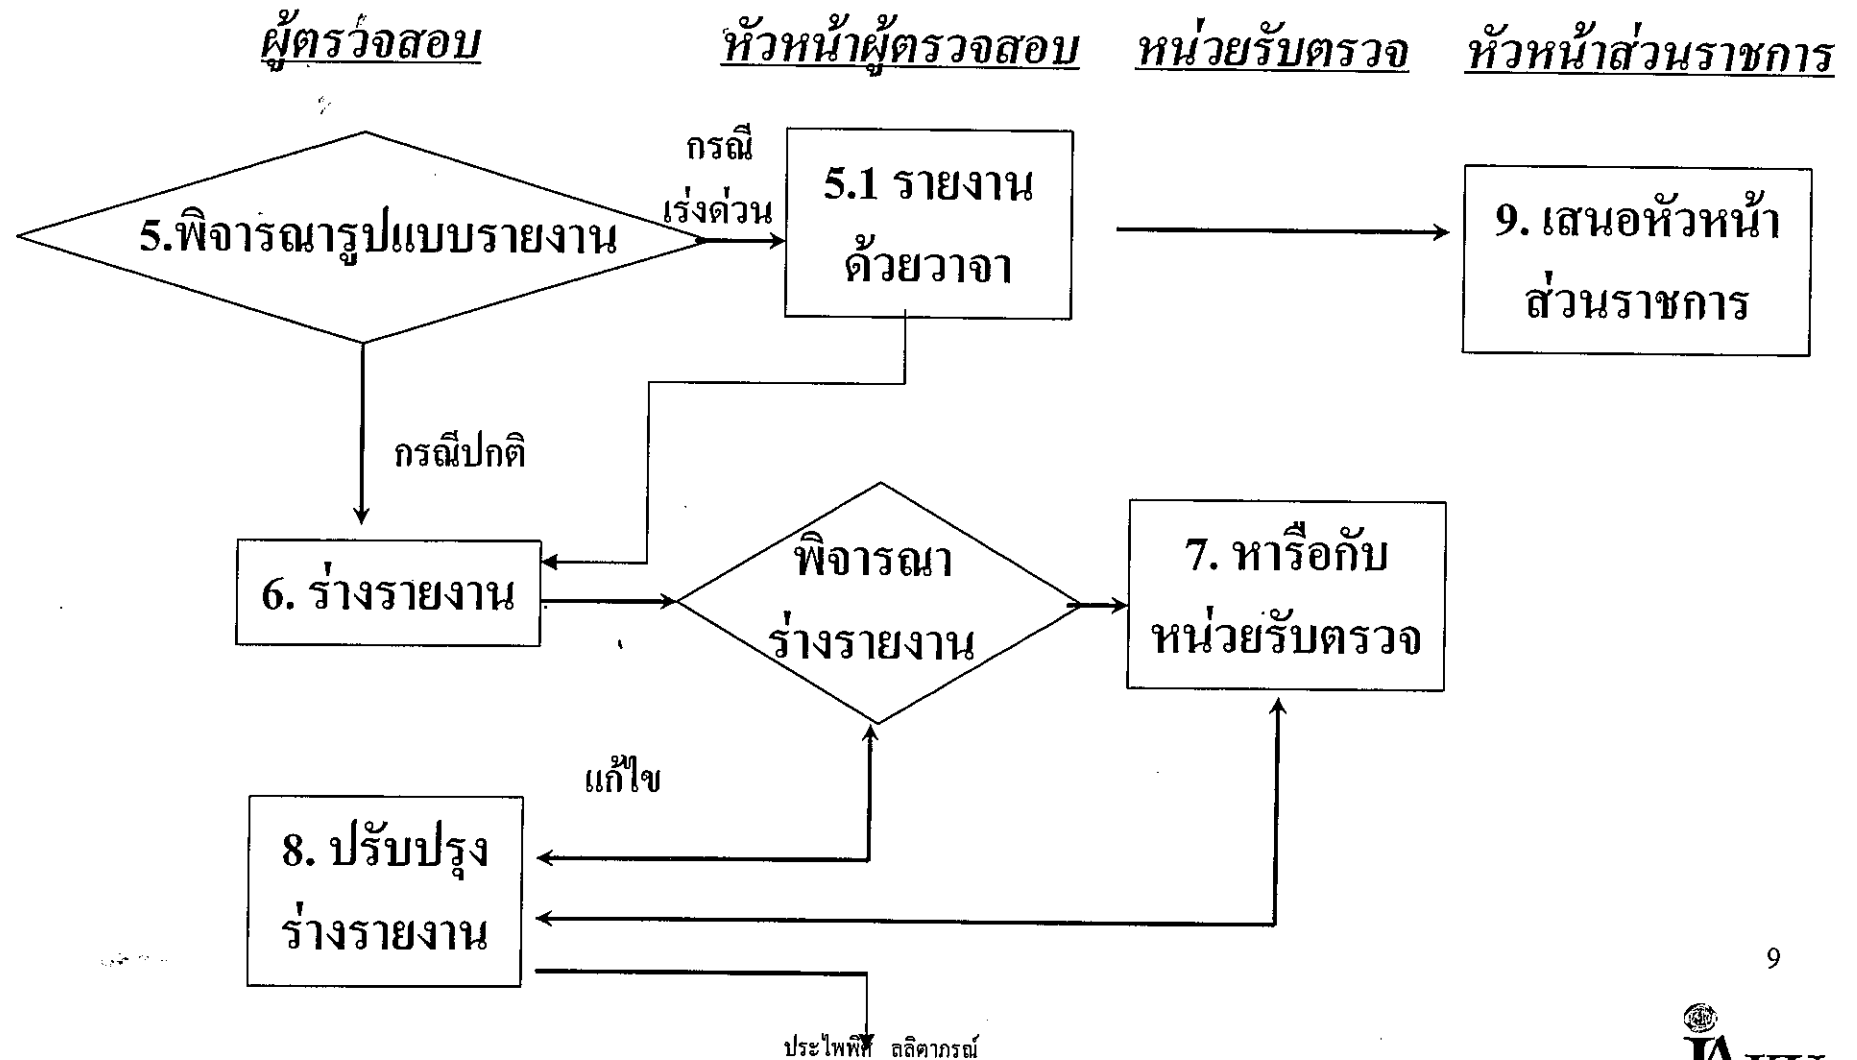 ผู้ตรวจสอบ
หัวหน้าผู้ตรวจสอบ
หน่วยรับตรวจ
หัวหน้าส่วนราชการ
5.พิจารณารูปแบบรายงาน
กรณี
เร่งด่วน
5.1 รายงาน
ด้วยวาจา
9. เสนอหัวหน้า
ส่วนราชการ
กรณีปกติ
6. ร่างรายงาน
พิจารณา
ร่างรายงาน
7. หารือกับ
หน่วยรับตรวจ
แก้ไข
8. ปรับปรุง
ร่างรายงาน
9
ประไพพิศ ลลิตาภรณ์